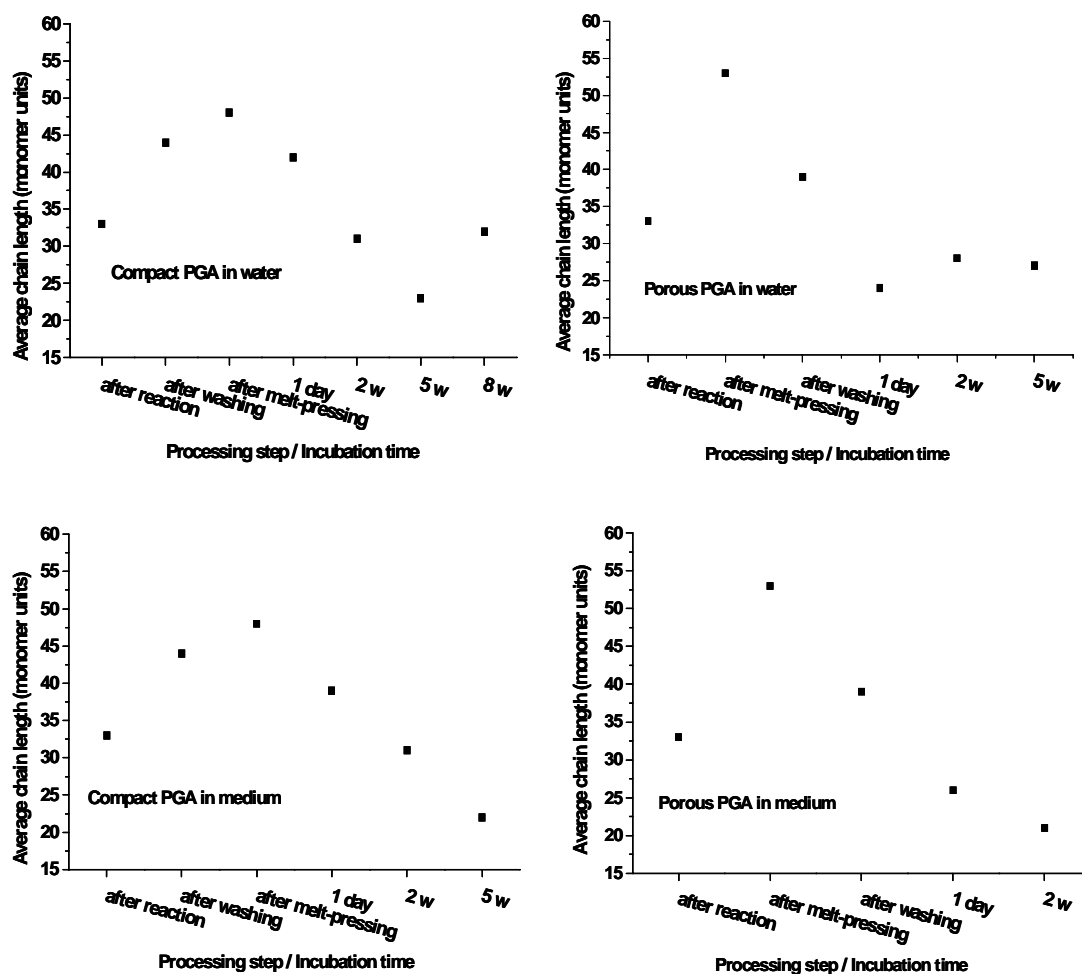 Average chain length (monomer units)
60
55
50
45
40
35
30
25
20
15
Compact PGA in water
after reaction
after washing
after melt-pressing
1 day
2 w
5 w
8 w
Processing step / Incubation time
Average chain length (monomer units)
60
55
50
45
40
35
30
25
20
15
Porous PGA in water
after reaction
after melt-pressing
after washing
1 day
2 w
5 w
Processing step / Incubation time
Average chain length (monomer units)
60
55
50
45
40
35
30
25
20
15
Compact PGA in medium
after reaction
after washing
after melt-pressing
1 day
2 w
5 w
Processing step / Incubation time
Average chain length (monomer units)
60
55
50
45
40
35
30
25
20
15
Porous PGA in medium
after reaction
after melt-pressing
after washing
1 day
2 w
Processing step / Incubation time